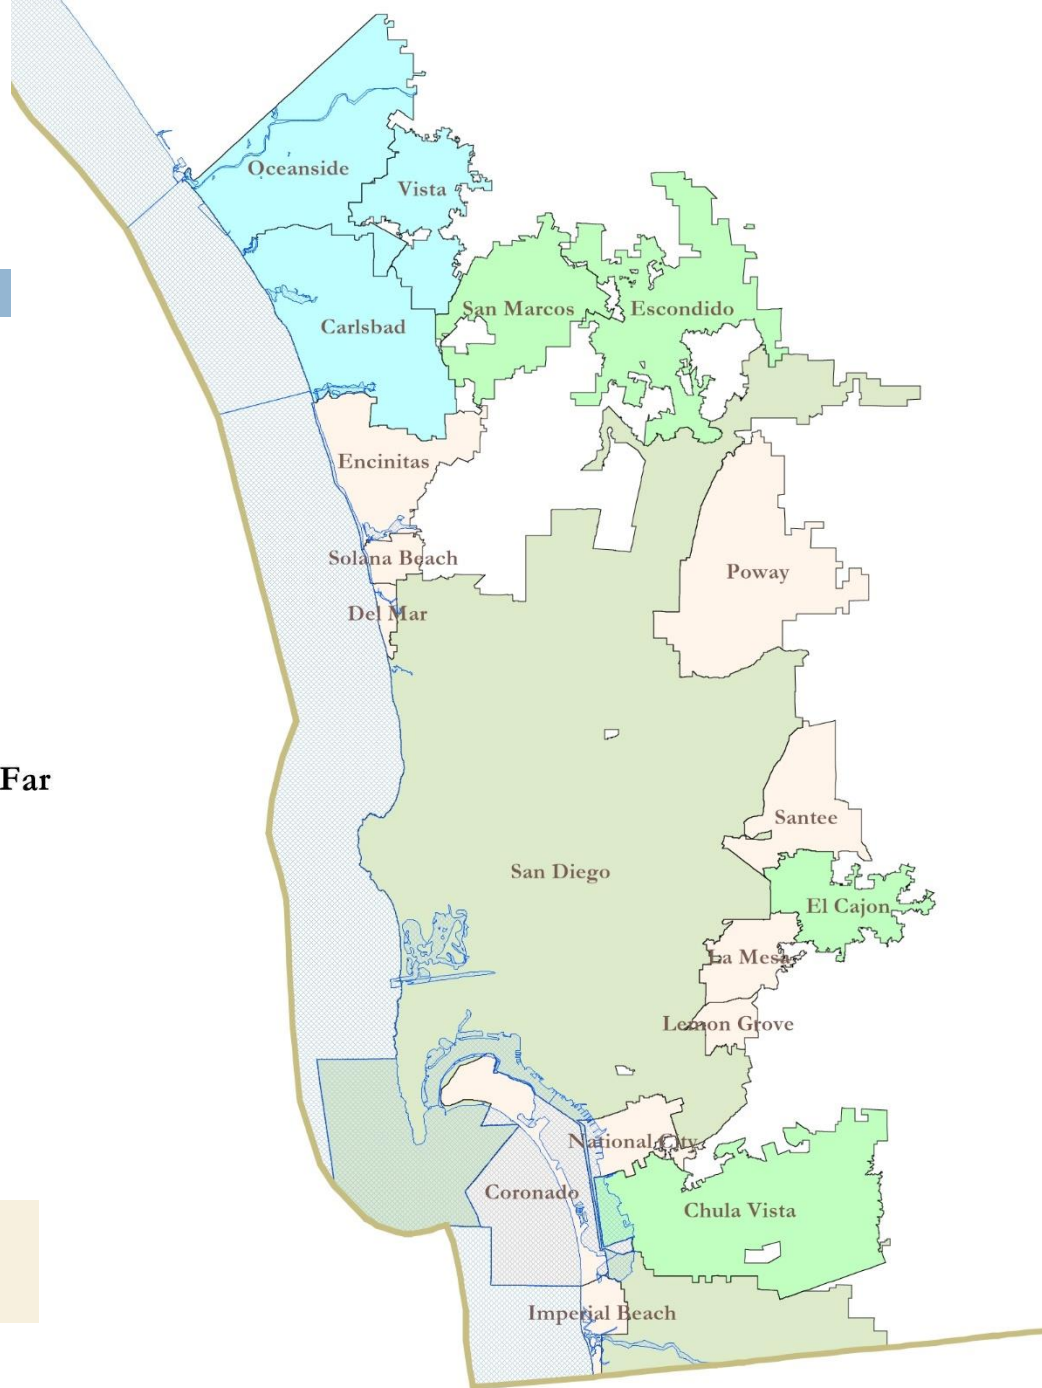 Oceanside
Vista
San Marcos
Escondido
Carlsbad
Encinitas
Solana Beach
Poway
Del Mar
Far
Santee
San Diego
El Cajon
La Mesa
Lemon Grove
National City
Coronado
Chula Vista
Imperial Beach